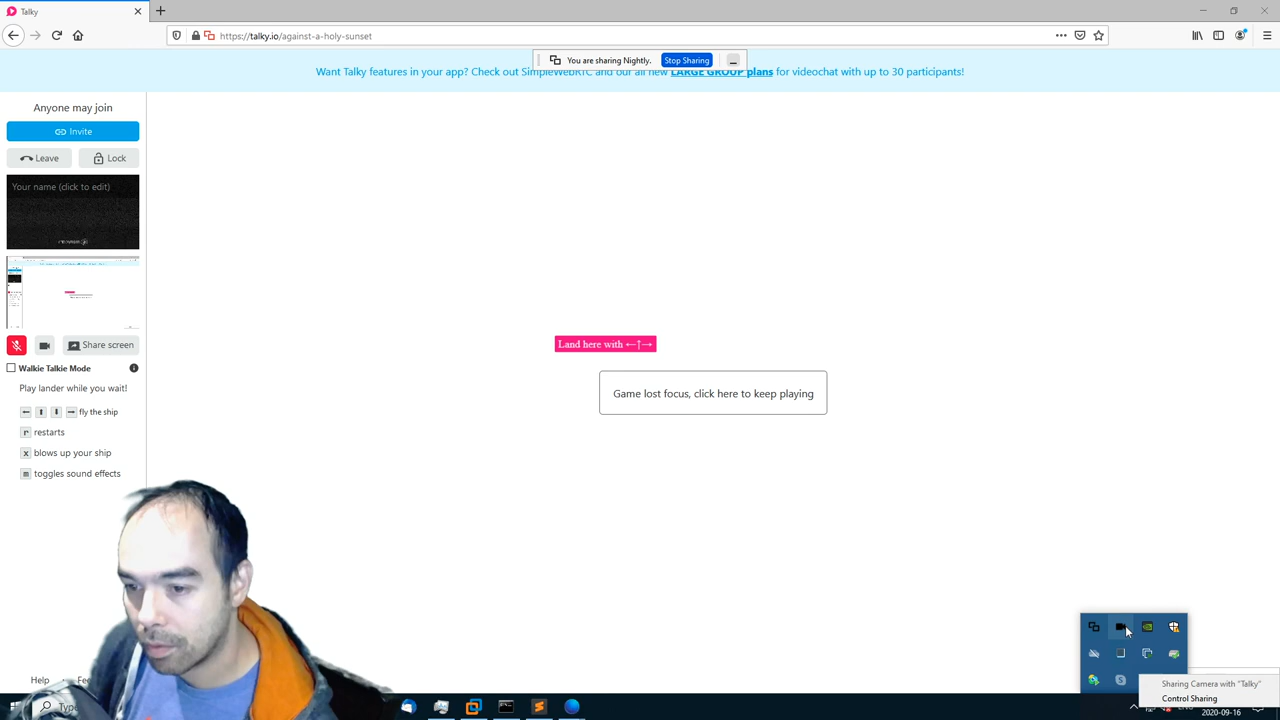 Talky
https://talky.io/against-a-holy-sunset
You are sharing Nightly. Stop Sharing
Want Talky features in your app? Check out SimpleWebRTC and our all new LARGE GROUP plans for videochat with up to 30 participants!
Anyone may join
Invite
Leave
Lock
Your name (click to edit)
Share screen
Walkie Talkie Mode
Play lander while you wait!
fly the ship
r restarts
x blows up your ship
m toggles sound effects
Land here with ←↑→
Game lost focus, click here to keep playing
Help
Sharing Camera with "Talky"
Control Sharing
2020-09-16